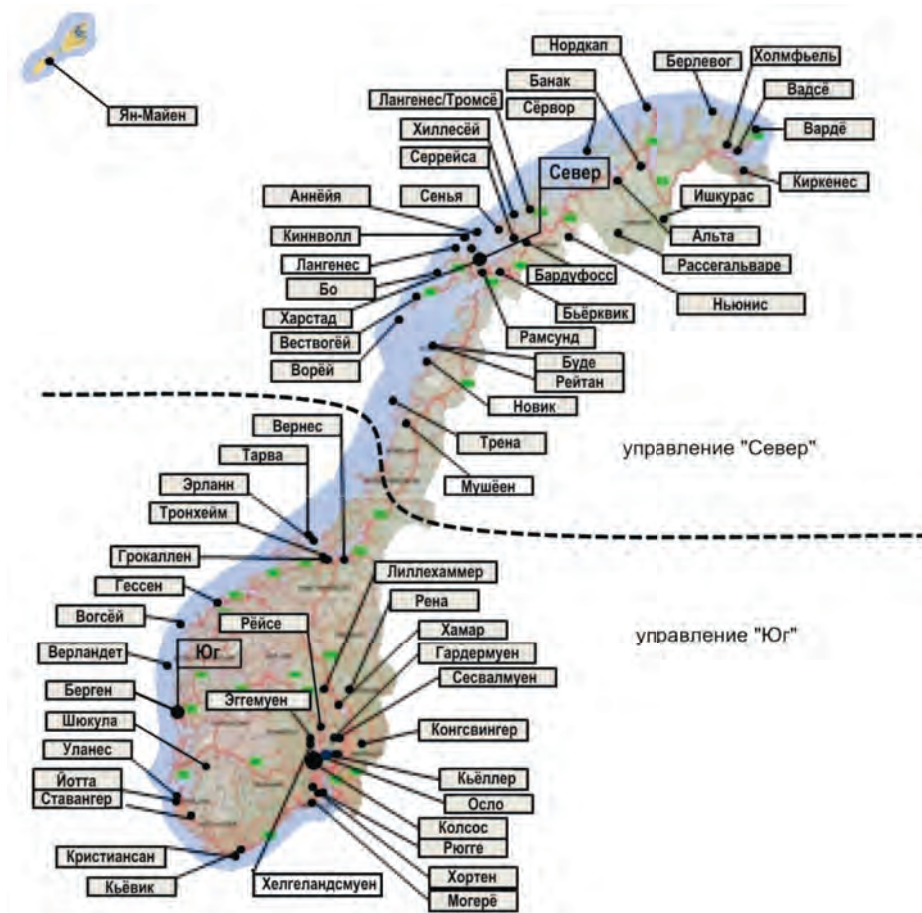 Нордкап
Берлевог
Холмфьель
Банак
Вадсё
Лангенес/Тромсё
Сёрвор
Ян-Майен
Вардё
Хиллесёй
Серрейса
Север
Киркенес
Сенья
Ишкурас
Аннёйя
Альта
Киннволл
Рассегальваре
Лангенес
Бардуфосс
Бо
Ньюнис
Бьёрквик
Харстад
Рамсунд
Вествогёй
Буде
Ворёй
Рейтан
Новик
Вернес
Трена
управление "Север"
Тарва
Мушёен
Эрланн
Тронхейм
Грокаллен
Лиллехаммер
Гессен
Рена
Вогсёй
Рёйсе
Хамар
управление "Юг"
Юг
Верландет
Гардермуен
Сесвалмуен
Берген
Эггемуен
Шюкула
Конгсвингер
Уланес
Кьёллер
Йотта
Осло
Ставангер
Колсос
Рюгге
Кристиансан
Хортен
Кьёвик
Хелгеландсмуен
Могерё